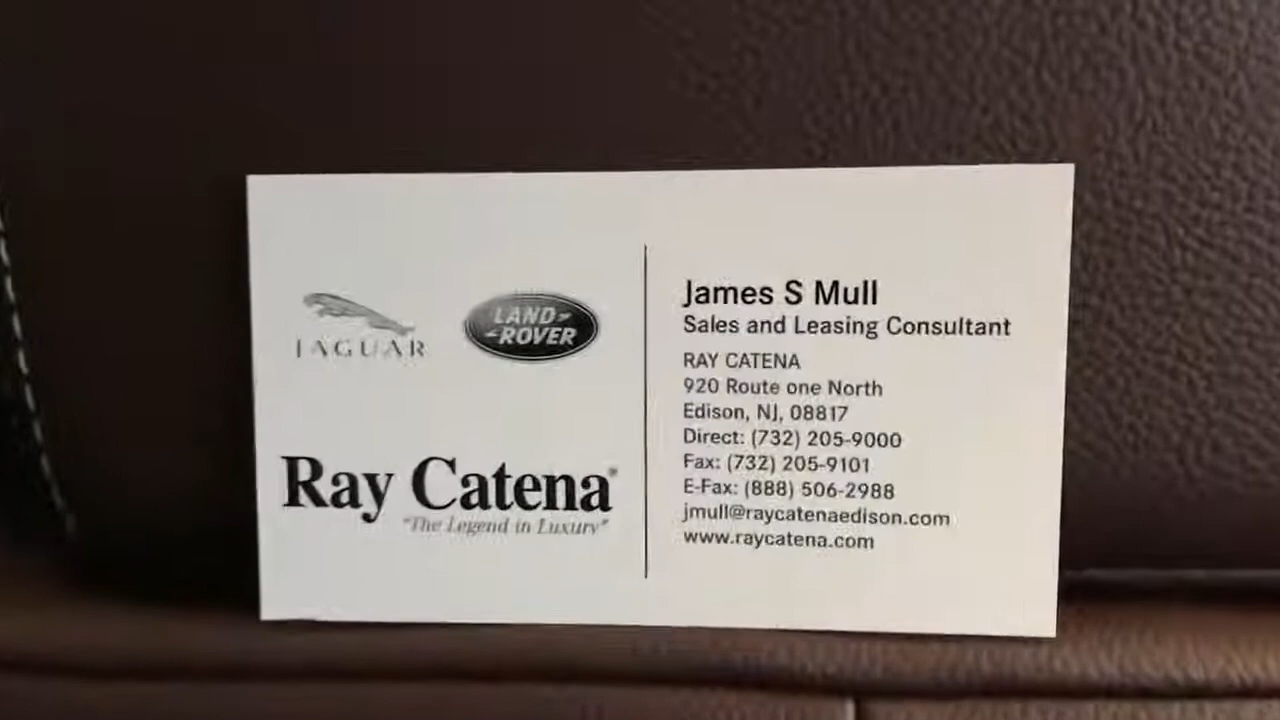 JAGUAR
LAND
ROVER
Ray Catena®
"The Legend in Luxury"
James S Mull
Sales and Leasing Consultant
RAY CATENA
920 Route one North
Edison, NJ, 08817
Direct: (732) 205-9000
Fax: (732) 205-9101
E-Fax: (888) 506-2988
jmull@raycatenaedison.com
www.raycatena.com